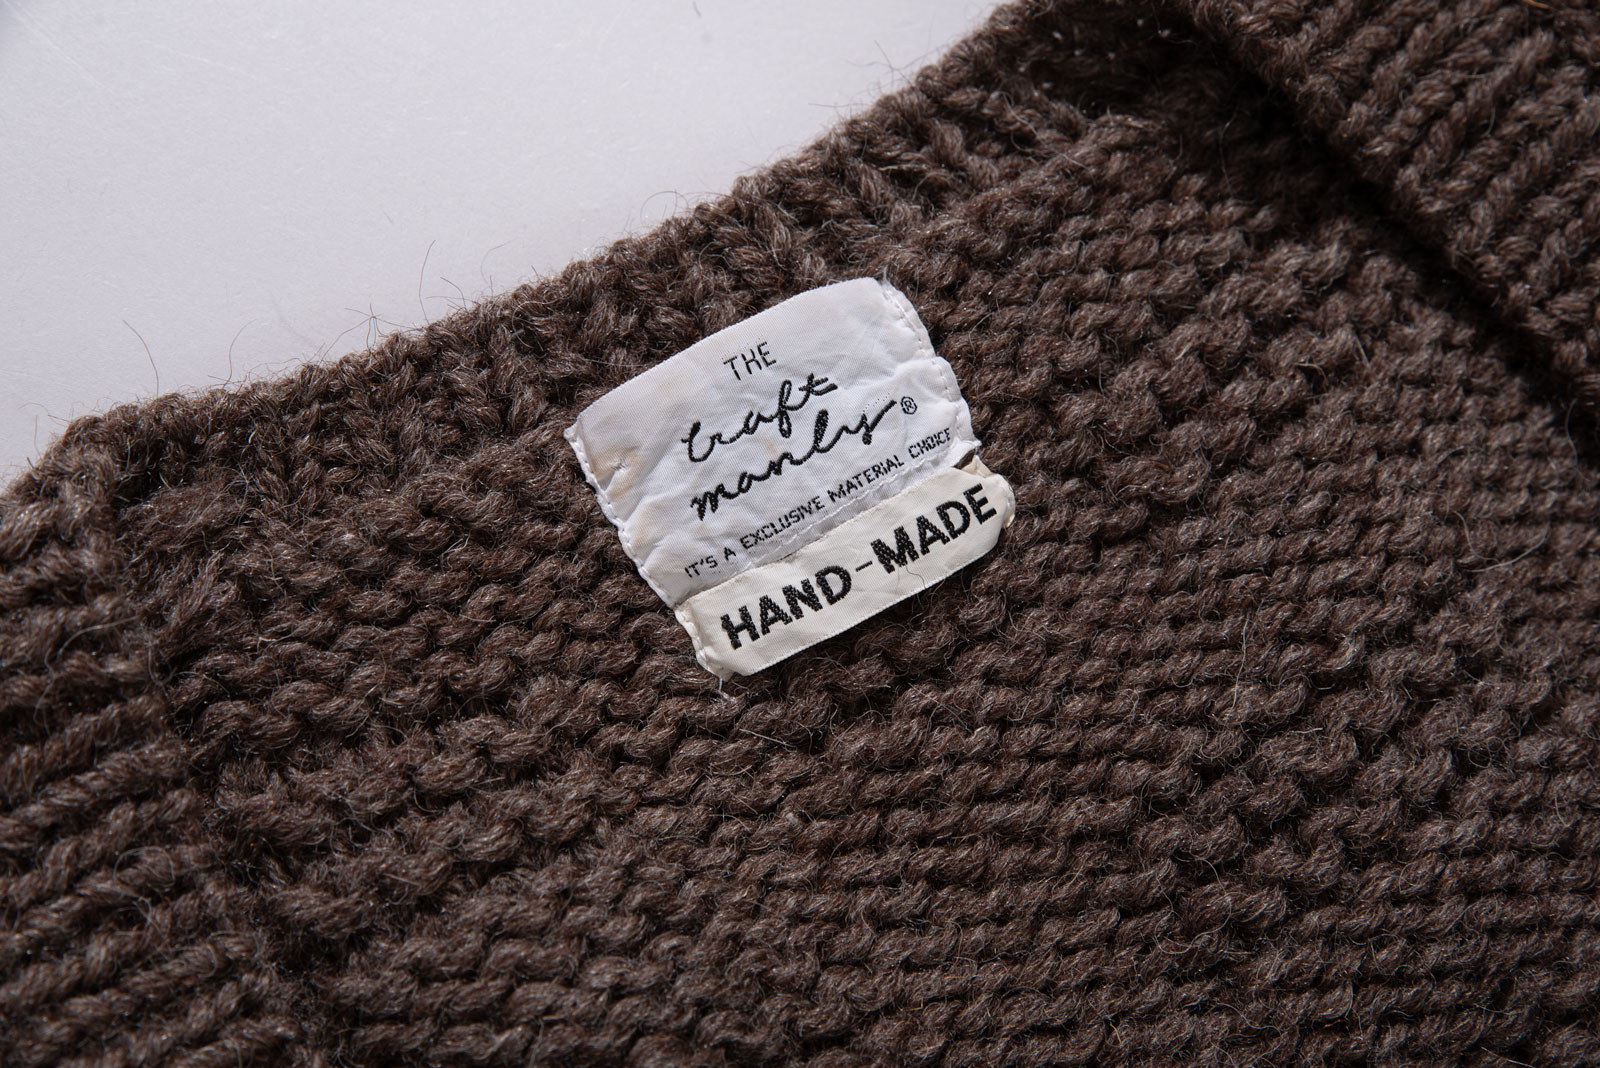 THE
Craft
manly®
IT'S A EXCLUSIVE MATERIAL CHOICE
HAND-MADE